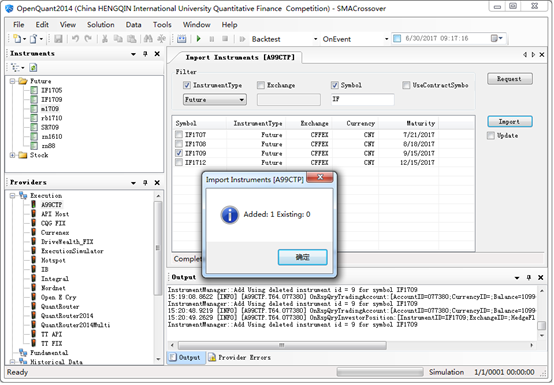 OpenQuant2014 (China HENGQIN International University Quantitative Finance Competition) - SMACrossover
File Edit View Solution Data Tools Window Help
Backtest OnEvent 6/30/2017 09:17:16
Instruments
Future
IF1705
IF1709
m1709
rb1710
SR709
zn1610
zn88
Stock
Providers
Execution
A99CTP
API Host
CQG FIX
Currenex
DriveWealth_FIX
ExecutionSimulator
Hotspot
IB
Integral
Nordnet
Open E Cry
QuantRouter
QuantRouter2014
QuantRouter2014Multi
TT API
TT FIX
Fundamental
Historical Data
Import Instruments [A99CTP]
Filter
InstrumentType Exchange Symbol UseContractSymbo
Future IF
Request
Symbol InstrumentType Exchange Currency Maturity
IF1707 Future CFFEX CNY 7/21/2017
IF1708 Future CFFEX CNY 8/18/2017
IF1709 Future CFFEX CNY 9/15/2017
IF1712 Future CFFEX CNY 12/15/2017
Import
Update
Import Instruments [A99CTP]
Added: 1 Existing: 0
确定
Completed
Output
InstrumentManager::Add Using deleted instrument id = 9 for symbol IF1709
15:19:08.8622 [INFO] [A99CTP.T64.077380] OnRspQryTradingAccount:[AccountID=077380;CurrencyID=;Balance=1099
InstrumentManager::Add Using deleted instrument id = 9 for symbol IF1709
15:20:48.9219 [INFO] [A99CTP.T64.077380] OnRspQryTradingAccount:[AccountID=077380;CurrencyID=;Balance=1099
15:20:49.2629 [INFO] [A99CTP.T64.077380] OnRspQryInvestorPosition:[InstrumentID=IF1709;ExchangeID=;HedgeFl
InstrumentManager::Add Using deleted instrument id = 9 for symbol IF1709
Output Provider Errors
Ready Simulation 1/1/0001 00:00:00